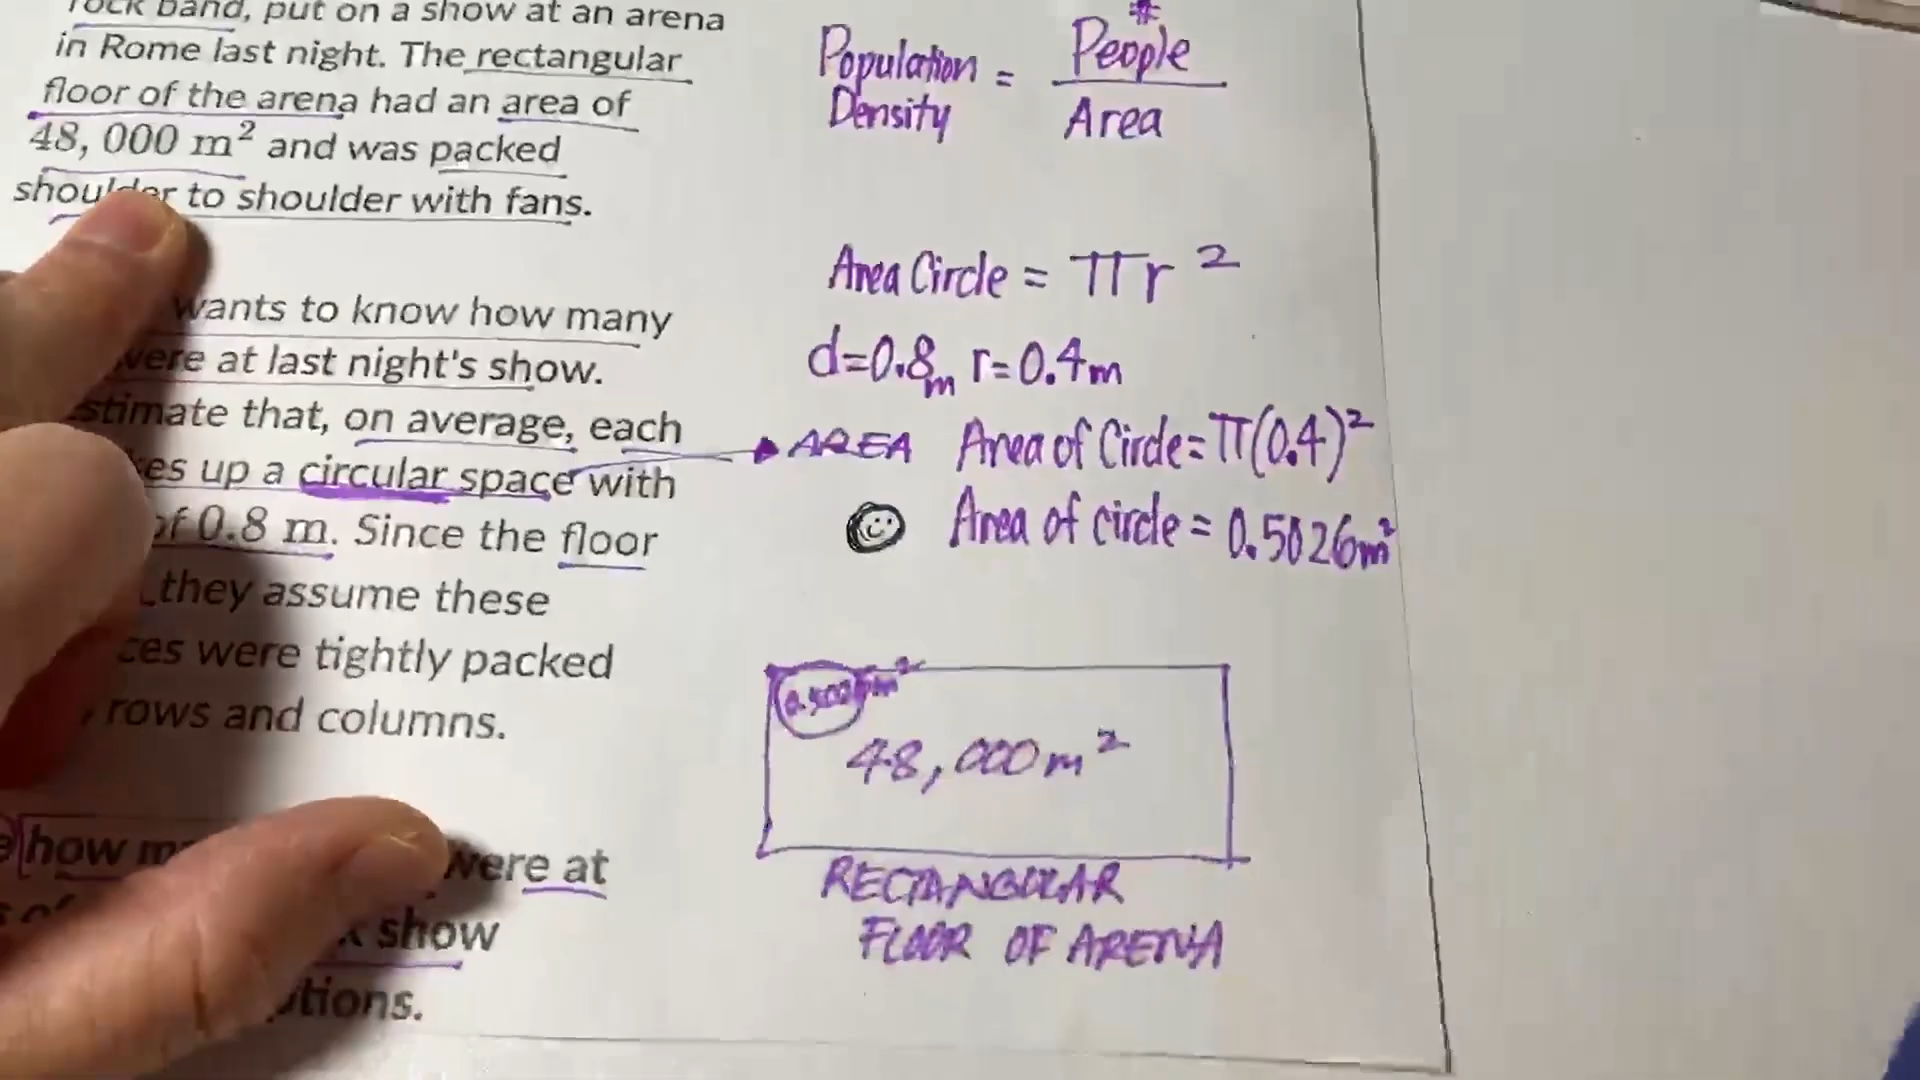 rock band, put on a show at an arena
in Rome last night. The rectangular
floor of the arena had an area of
48, 000 m² and was packed
shoulder to shoulder with fans.
wants to know how many
were at last night's show.
estimate that, on average, each
up a circular space with
of 0.8 m. Since the floor
they assume these
were tightly packed
rows and columns.
how were at
show
Population Density = # People / Area
Area Circle = πr²
d=0.8m r=0.4m
AREA Area of Circle = π(0.4)²
Area of circle = 0.5026m²
0.5026m²
48,000m²
RECTANGULAR
FLOOR OF ARENA